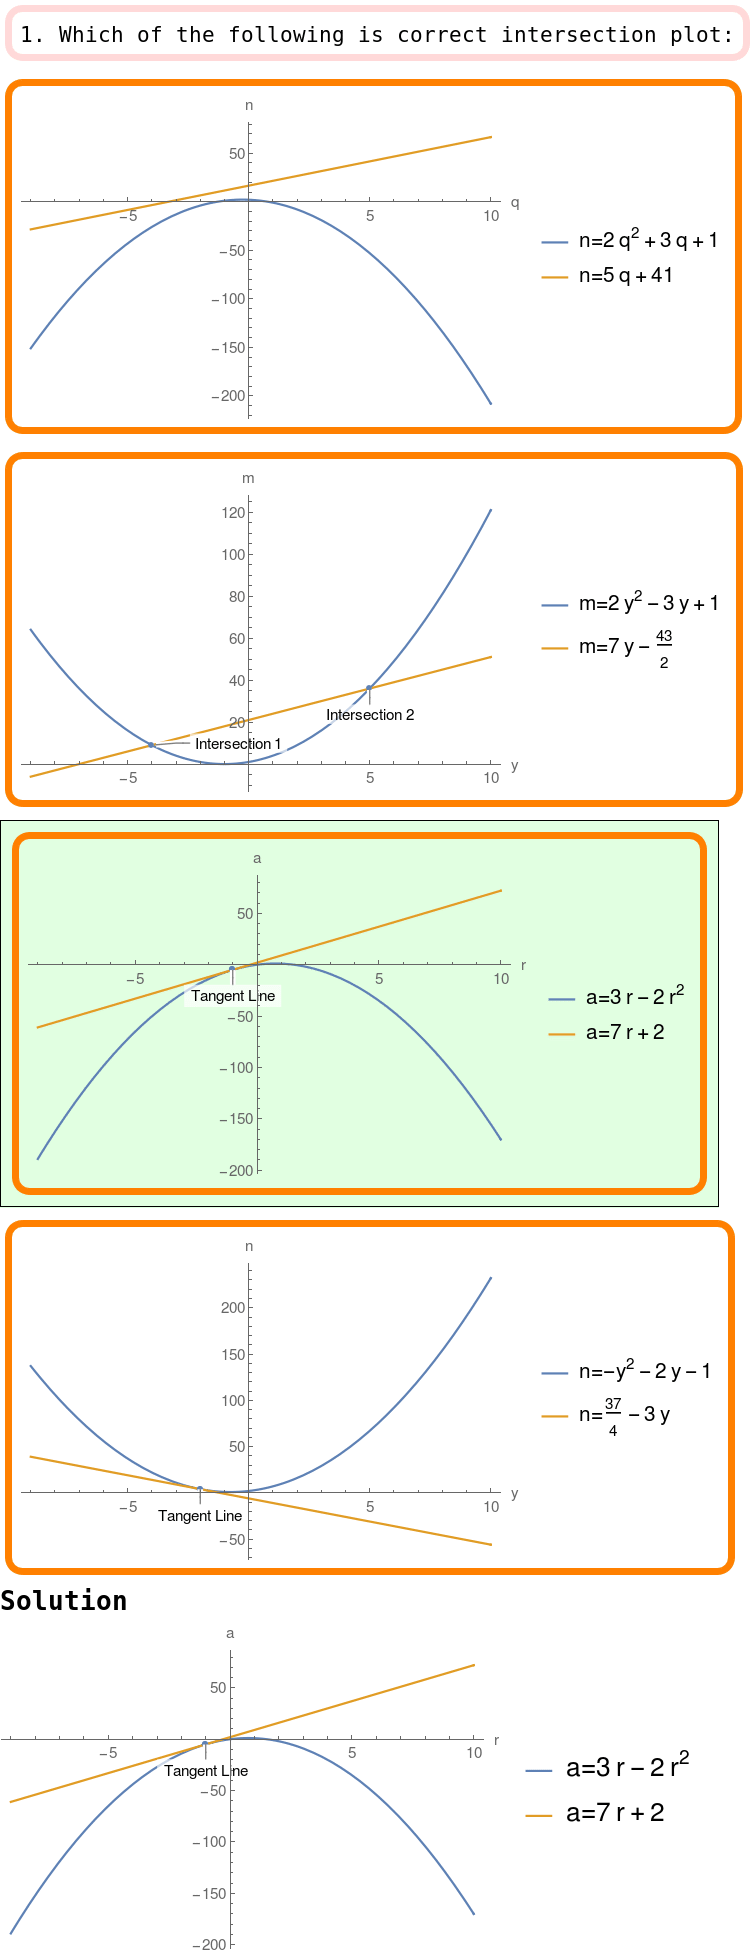 1. Which of the following is correct intersection plot:
n
50
-5 5 10 q
-50
-100
-150
-200
n=2 q² + 3 q + 1
n=5 q + 41
m
120
100
80
60
40
20
Intersection 2
Intersection 1
-5 5 10 y
m=2 y² − 3 y + 1
m=7 y − 43/2
a
50
-5 5 10 r
Tangent Line
-50
-100
-150
-200
a=3 r − 2 r²
a=7 r + 2
n
200
150
100
50
-5 5 10 y
Tangent Line
-50
n=−y² − 2 y − 1
n=37/4 − 3 y
Solution
a
50
-5 5 10 r
Tangent Line
-50
-100
-150
-200
a=3 r − 2 r²
a=7 r + 2